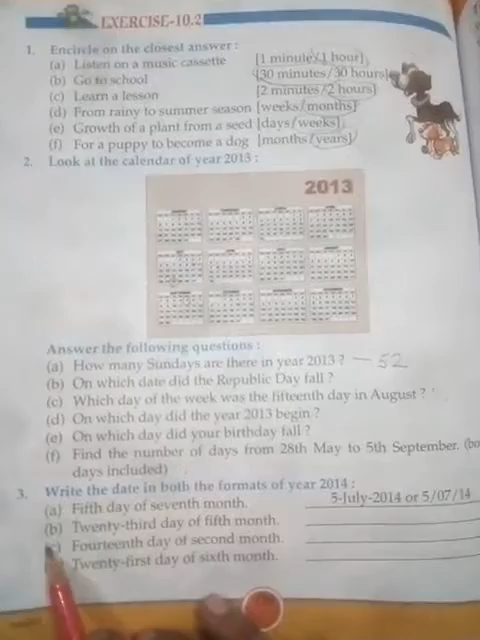 EXERCISE-10.2
1. Encircle on the closest answer :
(a) Listen on a music cassette [1 minute/1 hour]
(b) Go to school [30 minutes/30 hours]
(c) Learn a lesson [2 minutes/2 hours]
(d) From rainy to summer season [weeks/months]
(e) Growth of a plant from a seed [days/weeks]
(f) For a puppy to become a dog [months/years]
2. Look at the calendar of year 2013 :
2013
Answer the following questions :
(a) How many Sundays are there in year 2013 ? — 52
(b) On which date did the Republic Day fall ?
(c) Which day of the week was the fifteenth day in August ?
(d) On which day did the year 2013 begin ?
(e) On which day did your birthday fall ?
(f) Find the number of days from 28th May to 5th September. (bo
days included)
3. Write the date in both the formats of year 2014 :
(a) Fifth day of seventh month. 5-July-2014 or 5/07/14
(b) Twenty-third day of fifth month.
(c) Fourteenth day of second month.
Twenty-first day of sixth month.